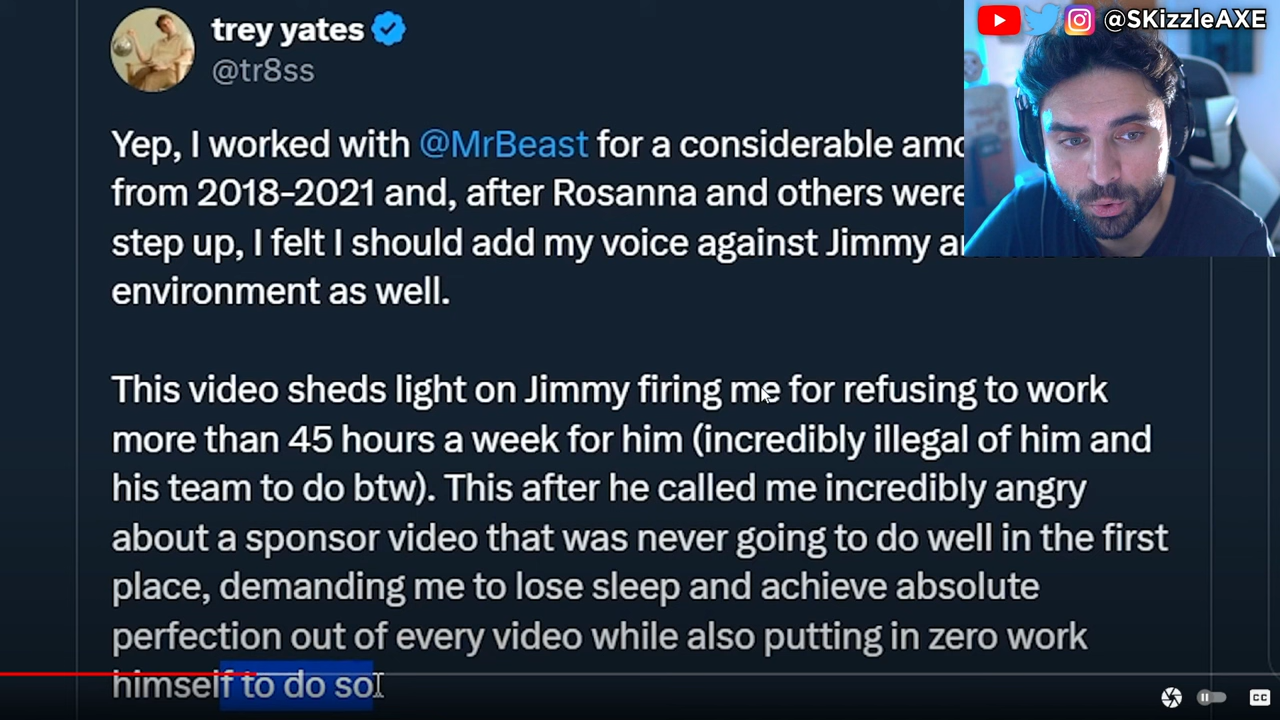 trey yates
@tr8ss
@SKizzleAXE
Yep, I worked with @MrBeast for a considerable
from 2018-2021 and, after Rosanna and others were
step up, I felt I should add my voice against Jimmy
environment as well.
This video sheds light on Jimmy firing me for refusing to work
more than 45 hours a week for him (incredibly illegal of him and
his team to do btw). This after he called me incredibly angry
about a sponsor video that was never going to do well in the first
place, demanding me to lose sleep and achieve absolute
perfection out of every video while also putting in zero work
himself to do so.
CC